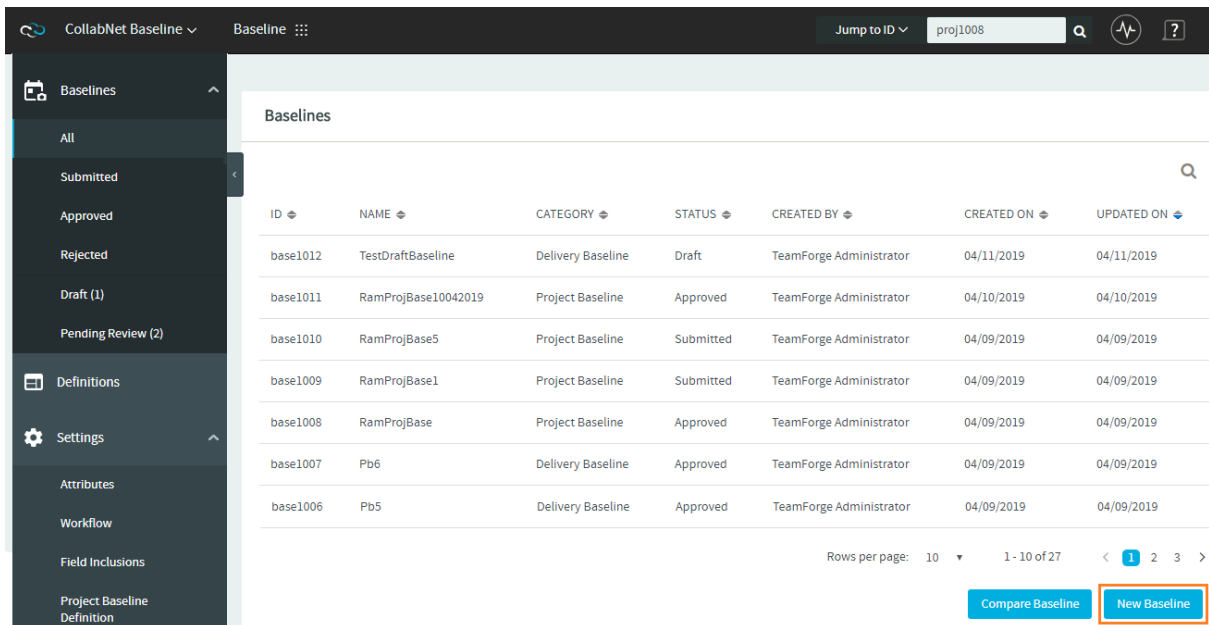 CollabNet Baseline Baseline Jump to ID proj1008 ?
Baselines
All
Submitted
Approved
Rejected
Draft (1)
Pending Review (2)
Definitions
Settings
Attributes
Workflow
Field Inclusions
Project Baseline
Definition
Baselines
ID NAME CATEGORY STATUS CREATED BY CREATED ON UPDATED ON
base1012 TestDraftBaseline Delivery Baseline Draft TeamForge Administrator 04/11/2019 04/11/2019
base1011 RamProjBase10042019 Project Baseline Approved TeamForge Administrator 04/10/2019 04/10/2019
base1010 RamProjBase5 Project Baseline Submitted TeamForge Administrator 04/09/2019 04/09/2019
base1009 RamProjBase1 Project Baseline Submitted TeamForge Administrator 04/09/2019 04/09/2019
base1008 RamProjBase Project Baseline Approved TeamForge Administrator 04/09/2019 04/09/2019
base1007 Pb6 Delivery Baseline Approved TeamForge Administrator 04/09/2019 04/09/2019
base1006 Pb5 Delivery Baseline Approved TeamForge Administrator 04/09/2019 04/09/2019
Rows per page: 10 1 - 10 of 27 < 1 2 3 >
Compare Baseline New Baseline